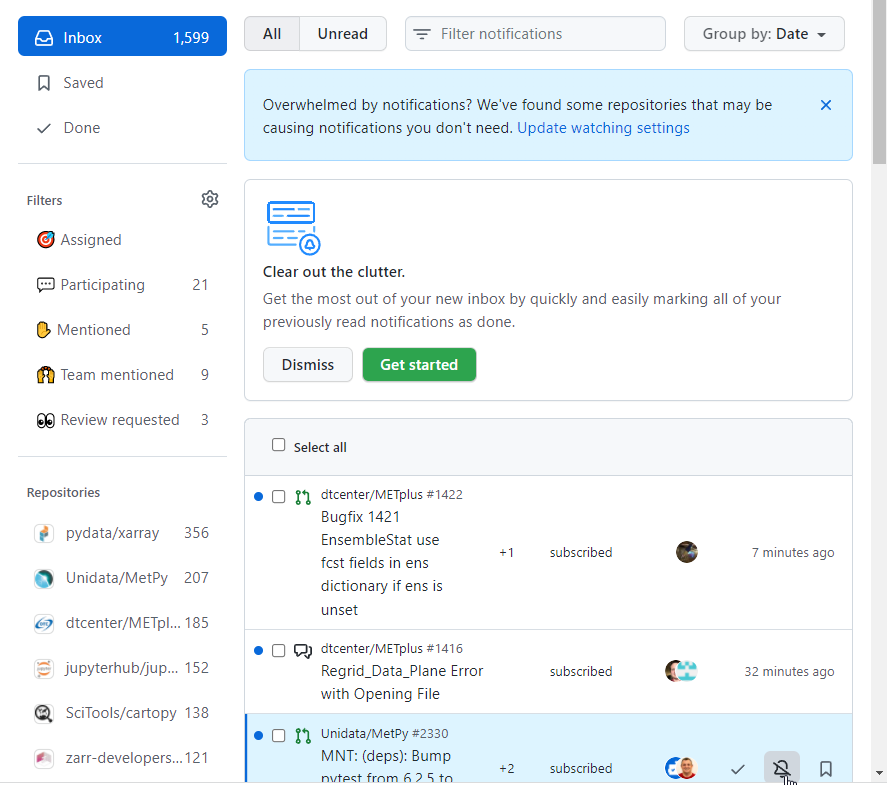 Inbox 1,599
Saved
Done
Filters
Assigned
Participating 21
Mentioned 5
Team mentioned 9
Review requested 3
Repositories
pydata/xarray 356
Unidata/MetPy 207
dtcenter/METpl... 185
jupyterhub/jup... 152
SciTools/cartopy 138
zarr-developers... 121
All Unread Filter notifications Group by: Date
Overwhelmed by notifications? We've found some repositories that may be
causing notifications you don't need. Update watching settings
Clear out the clutter.
Get the most out of your new inbox by quickly and easily marking all of your
previously read notifications as done.
Dismiss Get started
Select all
dtcenter/METplus #1422
Bugfix 1421
EnsembleStat use
fcst fields in ens
dictionary if ens is
unset
+1 subscribed 7 minutes ago
dtcenter/METplus #1416
Regrid_Data_Plane Error
with Opening File
subscribed 32 minutes ago
Unidata/MetPy #2330
MNT: (deps): Bump
pytest from 6.2.5 to
+2 subscribed